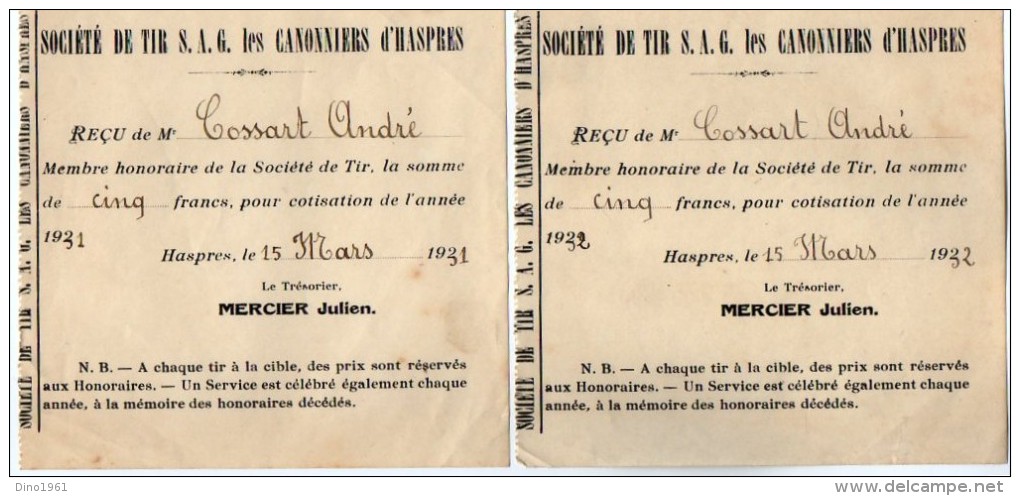 SOCIÉTÉ DE TIR S. A. G. LES CANONNIERS D'HASPRES
SOCIÉTÉ DE TIR S. A. G. les CANONNIERS d'HASPRES
REÇU de Mr Cossart André
Membre honoraire de la Société de Tir, la somme
de cinq francs, pour cotisation de l'année
1931
Haspres, le 15 Mars 1931
Le Trésorier,
MERCIER Julien.
N. B. — A chaque tir à la cible, des prix sont réservés
aux Honoraires. — Un Service est célébré également chaque
année, à la mémoire des honoraires décédés.
SOCIÉTÉ DE TIR S. A. G. LES CANONNIERS D'HASPRES
SOCIÉTÉ DE TIR S. A. G. les CANONNIERS d'HASPRES
REÇU de Mr Cossart André
Membre honoraire de la Société de Tir, la somme
de cinq francs, pour cotisation de l'année
1932
Haspres, le 15 Mars 1932
Le Trésorier,
MERCIER Julien.
N. B. — A chaque tir à la cible, des prix sont réservés
aux Honoraires. — Un Service est célébré également chaque
année, à la mémoire des honoraires décédés.
Dino1961
delcampe.net